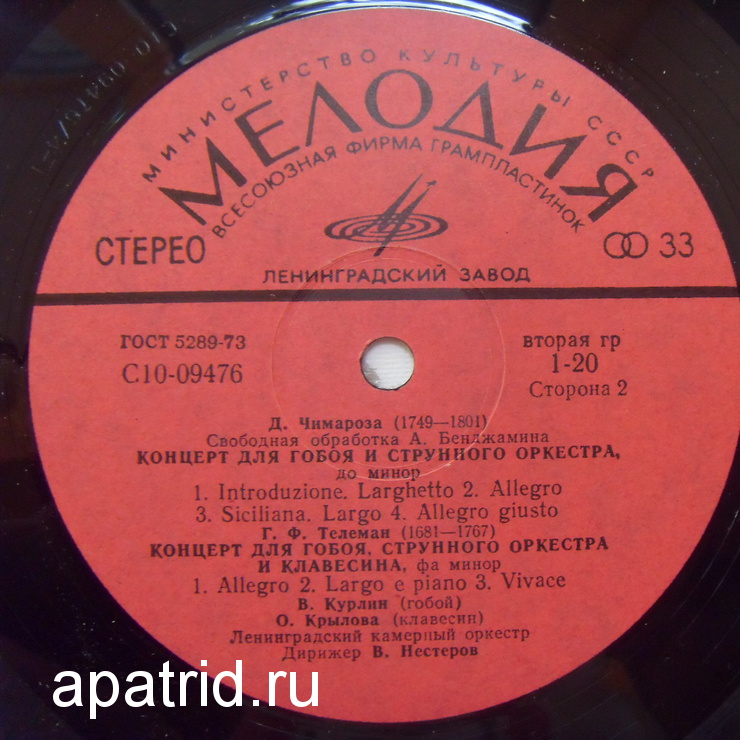 МИНИСТЕРСТВО КУЛЬТУРЫ СССР
МЕЛОДИЯ
ВСЕСОЮЗНАЯ ФИРМА ГРАМПЛАСТИНОК
СТЕРЕО
33
ЛЕНИНГРАДСКИЙ ЗАВОД
ГОСТ 5289-73
вторая гр
С10-09476
1-20
Сторона 2
Д. Чимароза (1749—1801)
Свободная обработка А. Бенджамина
КОНЦЕРТ ДЛЯ ГОБОЯ И СТРУННОГО ОРКЕСТРА,
до минор
1. Introduzione. Larghetto 2. Allegro
3. Siciliana. Largo 4. Allegro giusto
Г. Ф. Телеман (1681—1767)
КОНЦЕРТ ДЛЯ ГОБОЯ, СТРУННОГО ОРКЕСТРА
И КЛАВЕСИНА, фа минор
1. Allegro 2. Largo e piano 3. Vivace
В. Курлин (гобой)
О. Крылова (клавесин)
Ленинградский камерный оркестр
Дирижер В. Нестеров
apatrid.ru